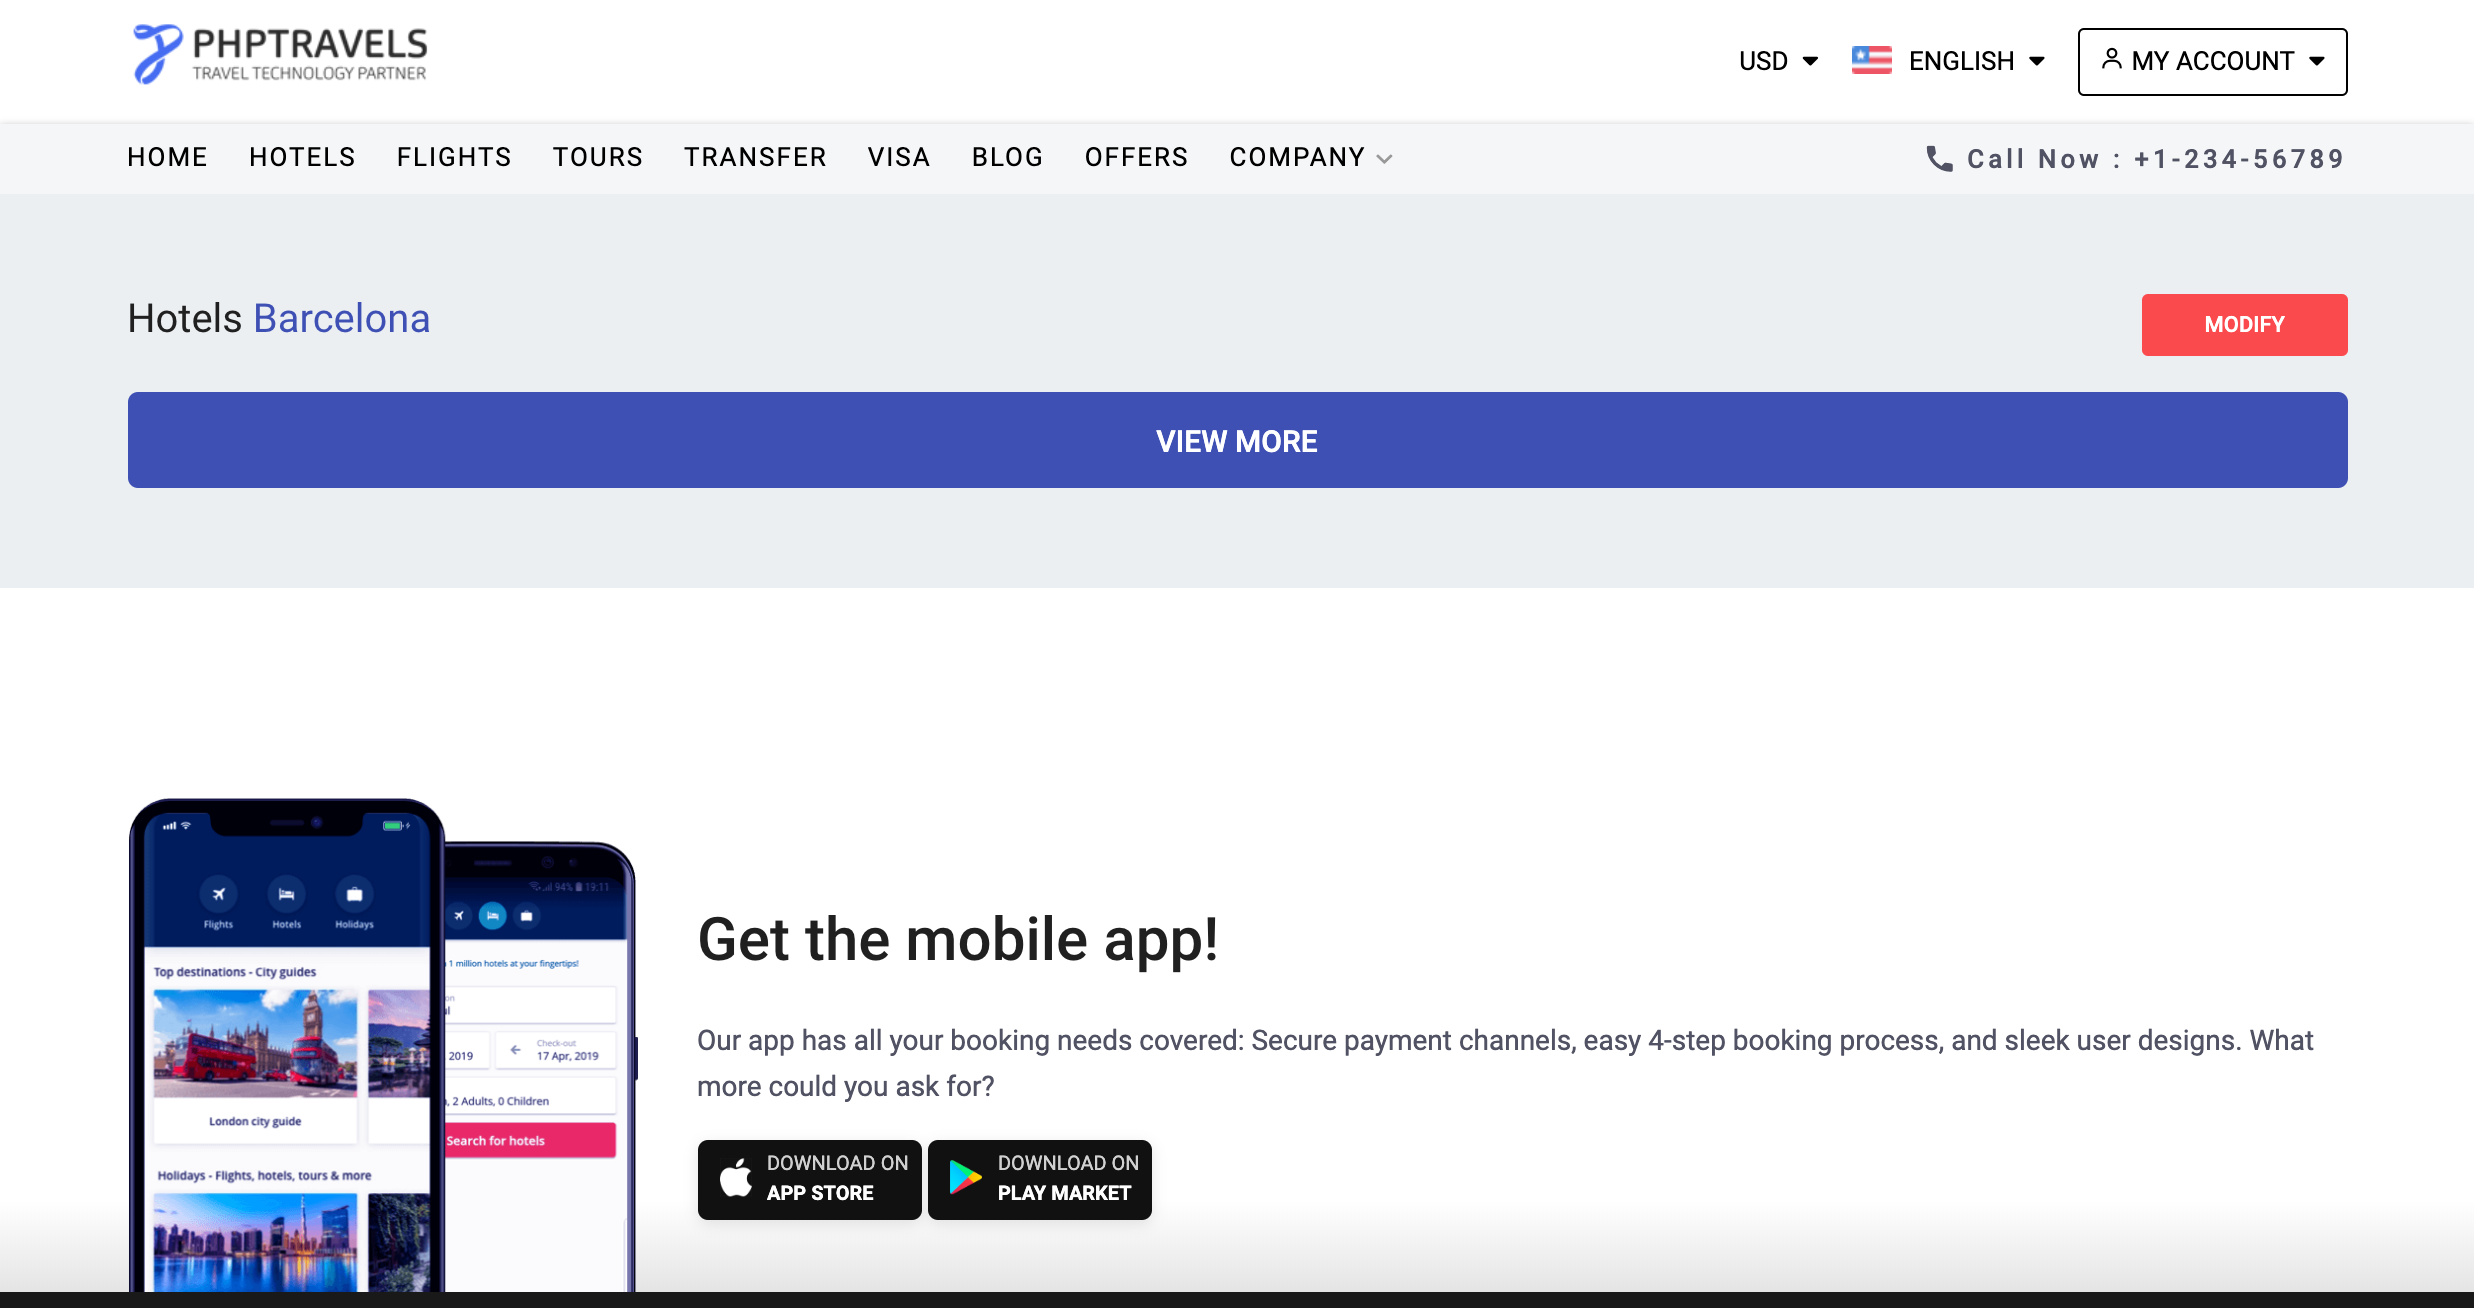 PHPTRAVELS
TRAVEL TECHNOLOGY PARTNER
USD
ENGLISH
MY ACCOUNT
HOME HOTELS FLIGHTS TOURS TRANSFER VISA BLOG OFFERS COMPANY
Call Now : +1-234-56789
Hotels Barcelona
MODIFY
VIEW MORE
Flights Hotels Holidays
Top destinations - City guides
London city guide
Holidays - Flights, hotels, tours & more
94% 19:11
1 million hotels at your fingertips!
2019
Check-out
17 Apr, 2019
, 2 Adults, 0 Children
Search for hotels
Get the mobile app!
Our app has all your booking needs covered: Secure payment channels, easy 4-step booking process, and sleek user designs. What
more could you ask for?
DOWNLOAD ON
APP STORE
DOWNLOAD ON
PLAY MARKET